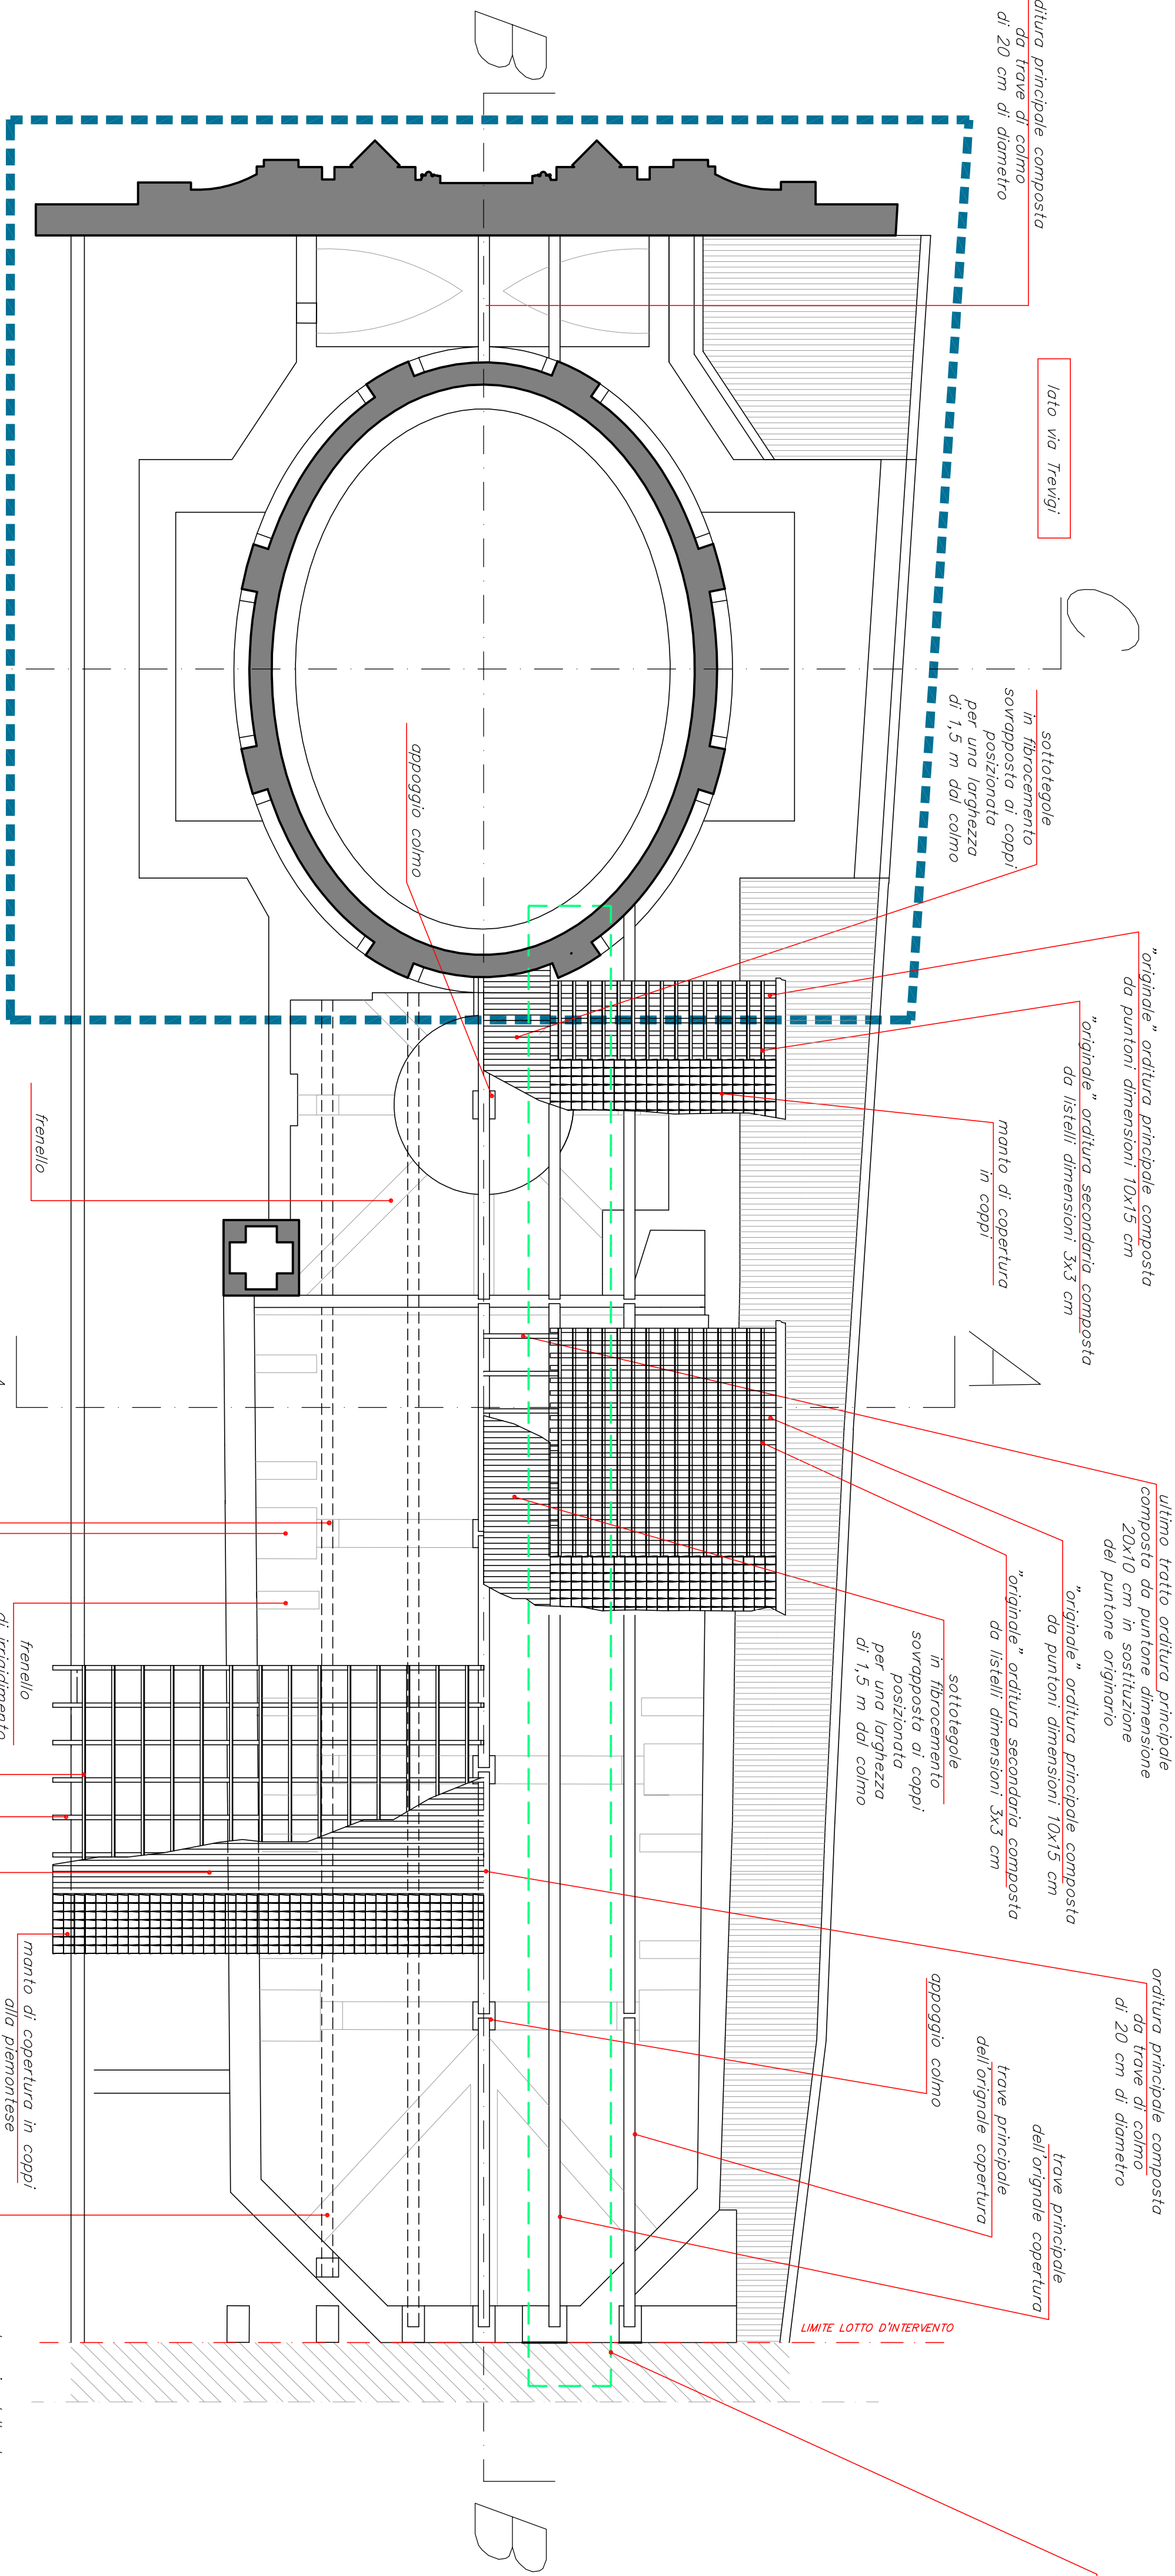 ditura principale composta
da trave di colmo
di 20 cm di diametro
B
lato via Trevigi
C
sottotegole
in fibrocemento
sovrapposta ai coppi
posizionata
per una larghezza
di 1,5 m dal colmo
appoggio colmo
"originale" orditura principale composta
da puntoni dimensioni 10x15 cm
"originale" orditura secondaria composta
da listelli dimensioni 3x3 cm
manto di copertura
in coppi
frenello
A
ultimo tratto orditura principale
composta da puntone dimensione
20x10 cm in sostituzione
del puntone originario
"originale" orditura principale composta
da puntoni dimensioni 10x15 cm
"originale" orditura secondaria composta
da listelli dimensioni 3x3 cm
sottotegole
in fibrocemento
sovrapposta ai coppi
posizionata
per una larghezza
di 1,5 m dal colmo
frenello
di irrigidimento
orditura principale composta
da trave di colmo
di 20 cm di diametro
appoggio colmo
trave principale
dell'orignale copertura
trave principale
dell'orignale copertura
manto di copertura in coppi
alla piemontese
LIMITE LOTTO D'INTERVENTO
B